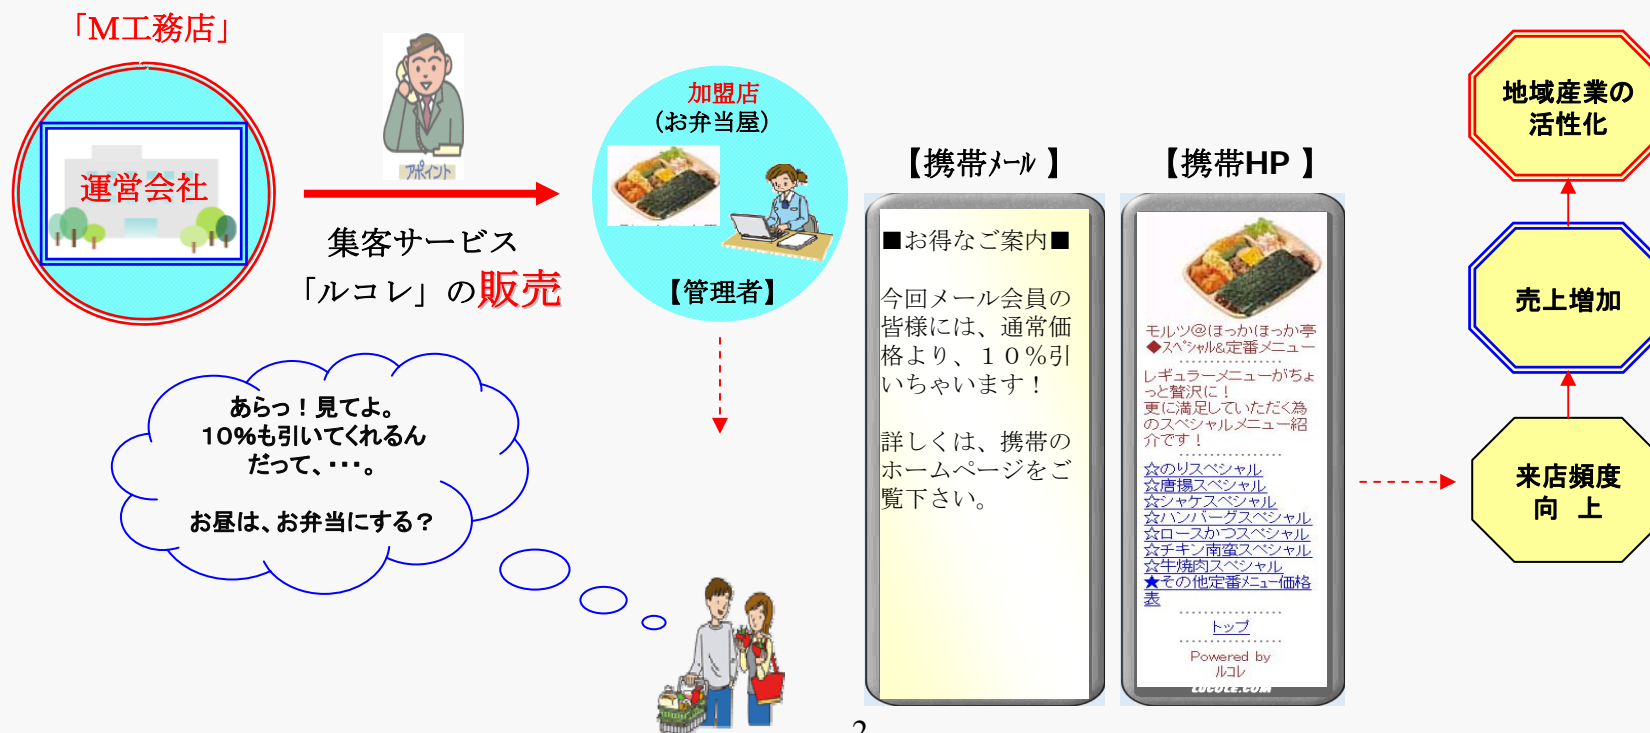 「M工務店」
運営会社
アポイント
集客サービス
「ルコレ」の販売
加盟店
(お弁当屋)
【管理者】
あらっ！見てよ。
10%も引いてくれるん
だって、・・・。
お昼は、お弁当にする？
【携帯メール 】
■お得なご案内■
今回メール会員の
皆様には、通常価
格より、１０％引
いちゃいます！
詳しくは、携帯の
ホームページをご
覧下さい。
【携帯HP 】
モルツ@ほっかほっか亭
◆スペシャル&定番メニュー
レギュラーメニューがちょ
っと贅沢に！
更に満足していただく為
のスペシャルメニュー紹
介です！
☆のりスペシャル
☆唐揚スペシャル
☆シャケスペシャル
☆ハンバーグスペシャル
☆ロースかつスペシャル
☆チキン南蛮スペシャル
☆牛焼肉スペシャル
★その他定番メニュー価格
表
トップ
Powered by
ルコレ
LUCOLE.COM
地域産業の
活性化
売上増加
来店頻度
向 上
2